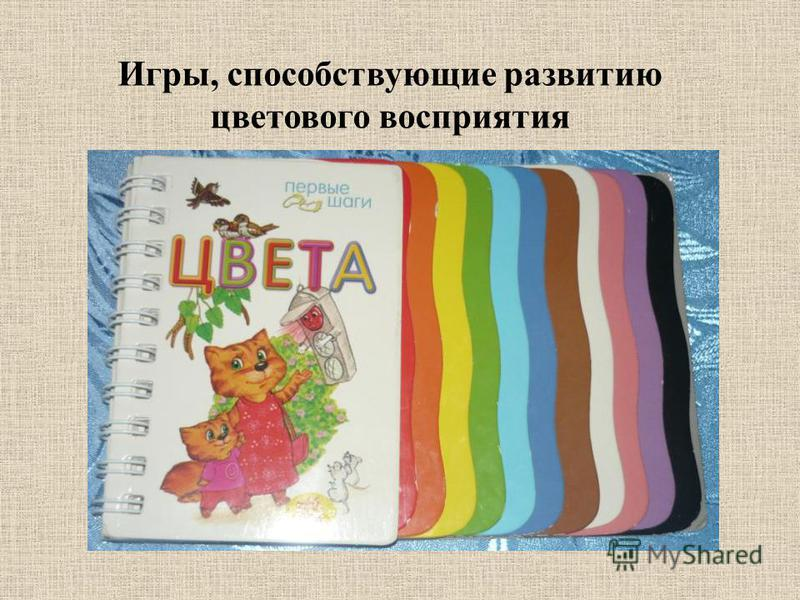 Игры, способствующие развитию
цветового восприятия
первые
шаги
ЦВЕТА
MyShared